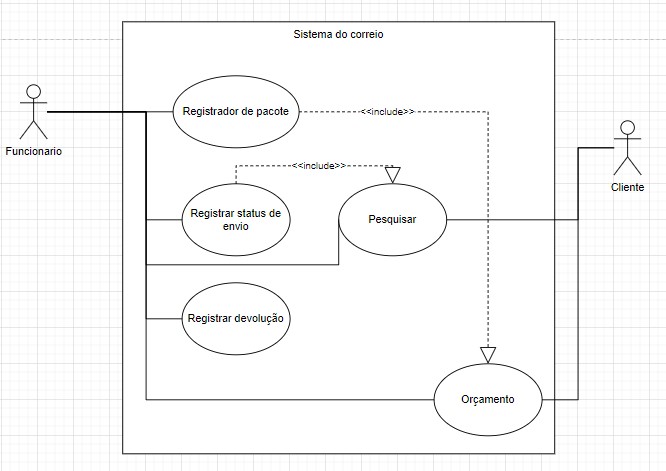 Sistema do correio
Registrador de pacote
<<include>>
Funcionario
Cliente
<<include>>
Registrar status de
envio
Pesquisar
Registrar devolução
Orçamento